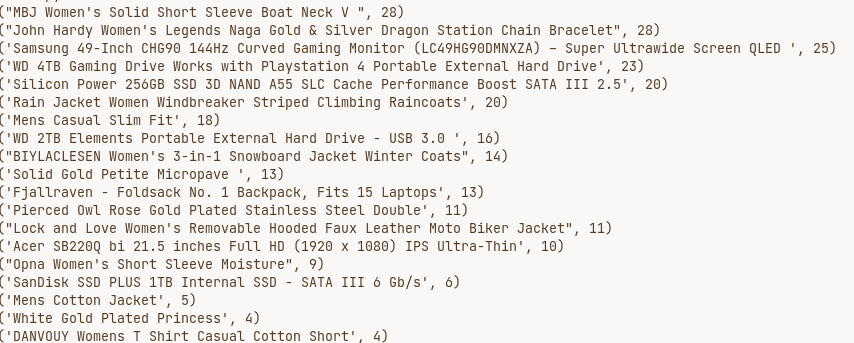 ("MBJ Women's Solid Short Sleeve Boat Neck V ", 28)
("John Hardy Women's Legends Naga Gold & Silver Dragon Station Chain Bracelet", 28)
('Samsung 49-Inch CHG90 144Hz Curved Gaming Monitor (LC49HG90DMNXZA) – Super Ultrawide Screen QLED ', 25)
('WD 4TB Gaming Drive Works with Playstation 4 Portable External Hard Drive', 23)
('Silicon Power 256GB SSD 3D NAND A55 SLC Cache Performance Boost SATA III 2.5', 20)
('Rain Jacket Women Windbreaker Striped Climbing Raincoats', 20)
('Mens Casual Slim Fit', 18)
('WD 2TB Elements Portable External Hard Drive - USB 3.0 ', 16)
("BIYLACLESEN Women's 3-in-1 Snowboard Jacket Winter Coats", 14)
('Solid Gold Petite Micropave ', 13)
('Fjallraven - Foldsack No. 1 Backpack, Fits 15 Laptops', 13)
('Pierced Owl Rose Gold Plated Stainless Steel Double', 11)
("Lock and Love Women's Removable Hooded Faux Leather Moto Biker Jacket", 11)
('Acer SB220Q bi 21.5 inches Full HD (1920 x 1080) IPS Ultra-Thin', 10)
("Opna Women's Short Sleeve Moisture", 9)
('SanDisk SSD PLUS 1TB Internal SSD - SATA III 6 Gb/s', 6)
('Mens Cotton Jacket', 5)
('White Gold Plated Princess', 4)
('DANVOUY Womens T Shirt Casual Cotton Short', 4)